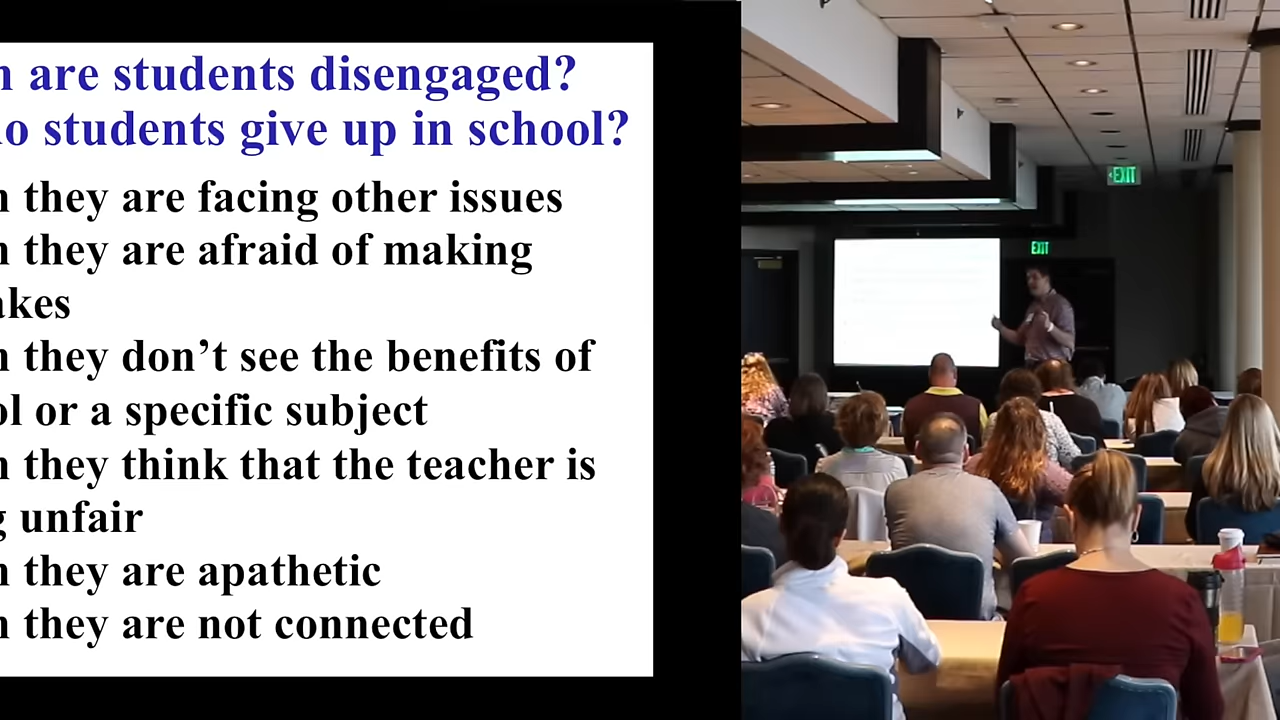 n are students disengaged?
o students give up in school?
n they are facing other issues
n they are afraid of making
akes
n they don't see the benefits of
ol or a specific subject
n they think that the teacher is
g unfair
n they are apathetic
n they are not connected
EXIT
EXIT